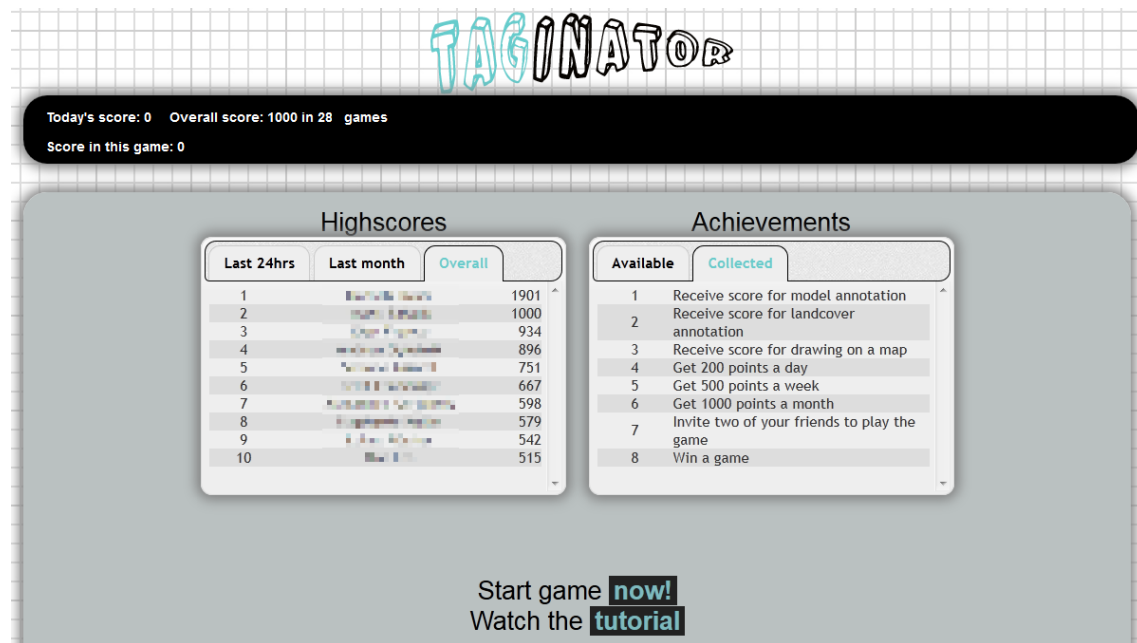 TAGINATOR
Today's score: 0 Overall score: 1000 in 28 games
Score in this game: 0
Highscores
Last 24hrs Last month Overall
1 1901
2 1000
3 934
4 896
5 751
6 667
7 598
8 579
9 542
10 515
Achievements
Available Collected
1 Receive score for model annotation
2 Receive score for landcover
annotation
3 Receive score for drawing on a map
4 Get 200 points a day
5 Get 500 points a week
6 Get 1000 points a month
7 Invite two of your friends to play the
game
8 Win a game
Start game now!
Watch the tutorial